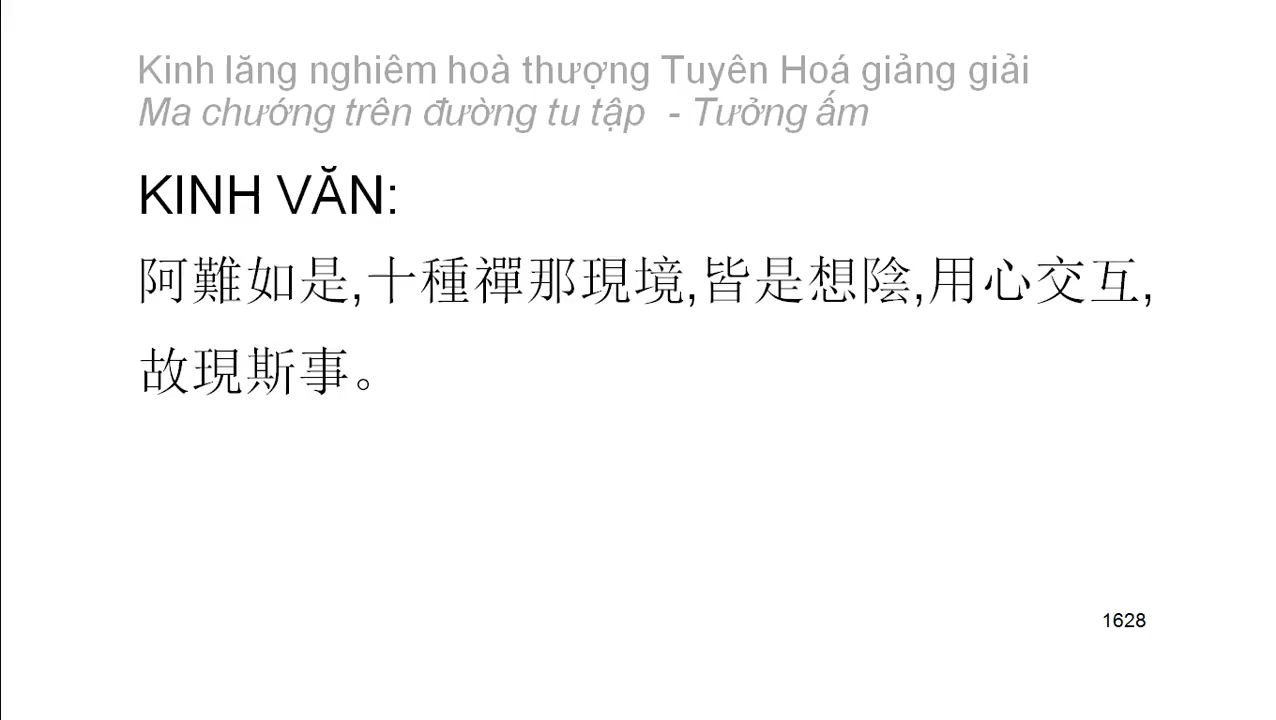 Kinh lăng nghiêm hoà thượng Tuyên Hoá giảng giải
Ma chướng trên đường tu tập - Tưởng ấm
KINH VĂN:
阿難如是,十種禪那現境,皆是想陰,用心交互,
故現斯事。
1628